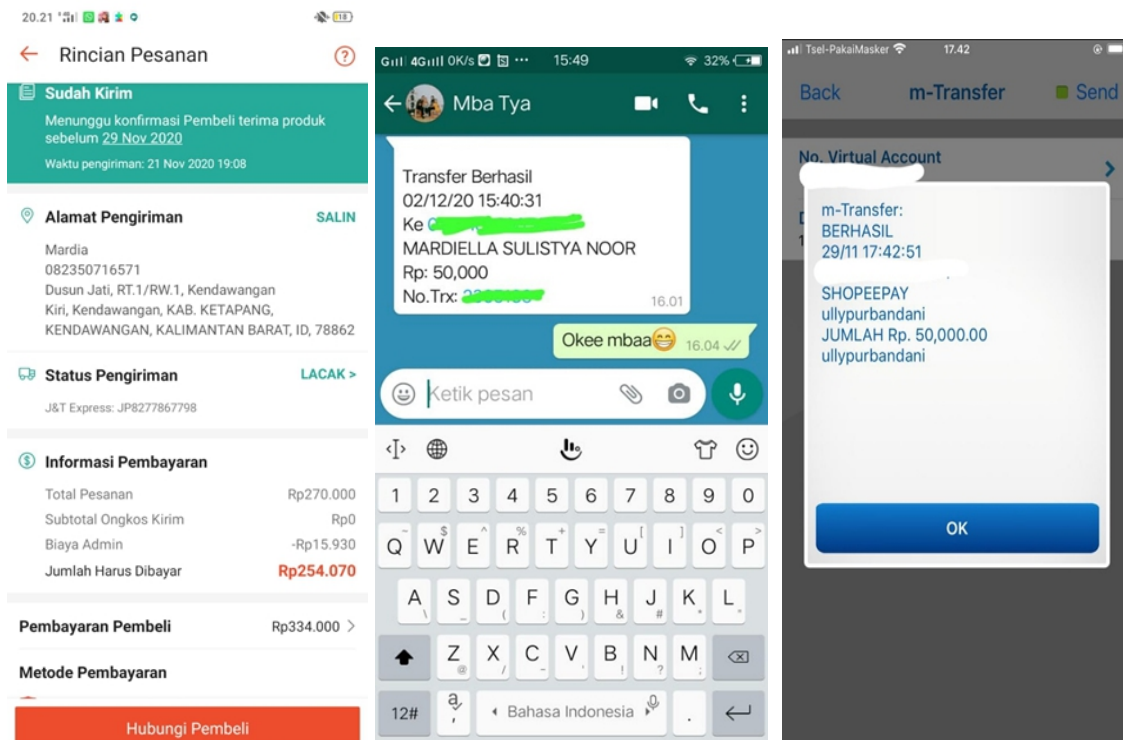 20.21
18
Rincian Pesanan
Sudah Kirim
Menunggu konfirmasi Pembeli terima produk
sebelum 29 Nov 2020
Waktu pengiriman: 21 Nov 2020 19:08
Alamat Pengiriman SALIN
Mardia
082350716571
Dusun Jati, RT.1/RW.1, Kendawangan
Kiri, Kendawangan, KAB. KETAPANG,
KENDAWANGAN, KALIMANTAN BARAT, ID, 78862
Status Pengiriman LACAK >
J&T Express: JP8277867798
Informasi Pembayaran
Total Pesanan Rp270.000
Subtotal Ongkos Kirim Rp0
Biaya Admin -Rp15.930
Jumlah Harus Dibayar Rp254.070
Pembayaran Pembeli Rp334.000 >
Metode Pembayaran
Hubungi Pembeli
4G 0K/s 15:49 32%
Mba Tya
Transfer Berhasil
02/12/20 15:40:31
Ke
MARDIELLA SULISTYA NOOR
Rp: 50,000
No.Trx:
16.01
Okee mbaa😁 16.04
Ketik pesan
1 2 3 4 5 6 7 8 9 0
Q W E R T Y U I O P
A S D F G H J K L
Z X C V B N M
12# Bahasa Indonesia
Tsel-PakaiMasker 17.42
Back m-Transfer Send
No. Virtual Account
m-Transfer:
BERHASIL
29/11 17:42:51
SHOPEEPAY
ullypurbandani
JUMLAH Rp. 50,000.00
ullypurbandani
OK